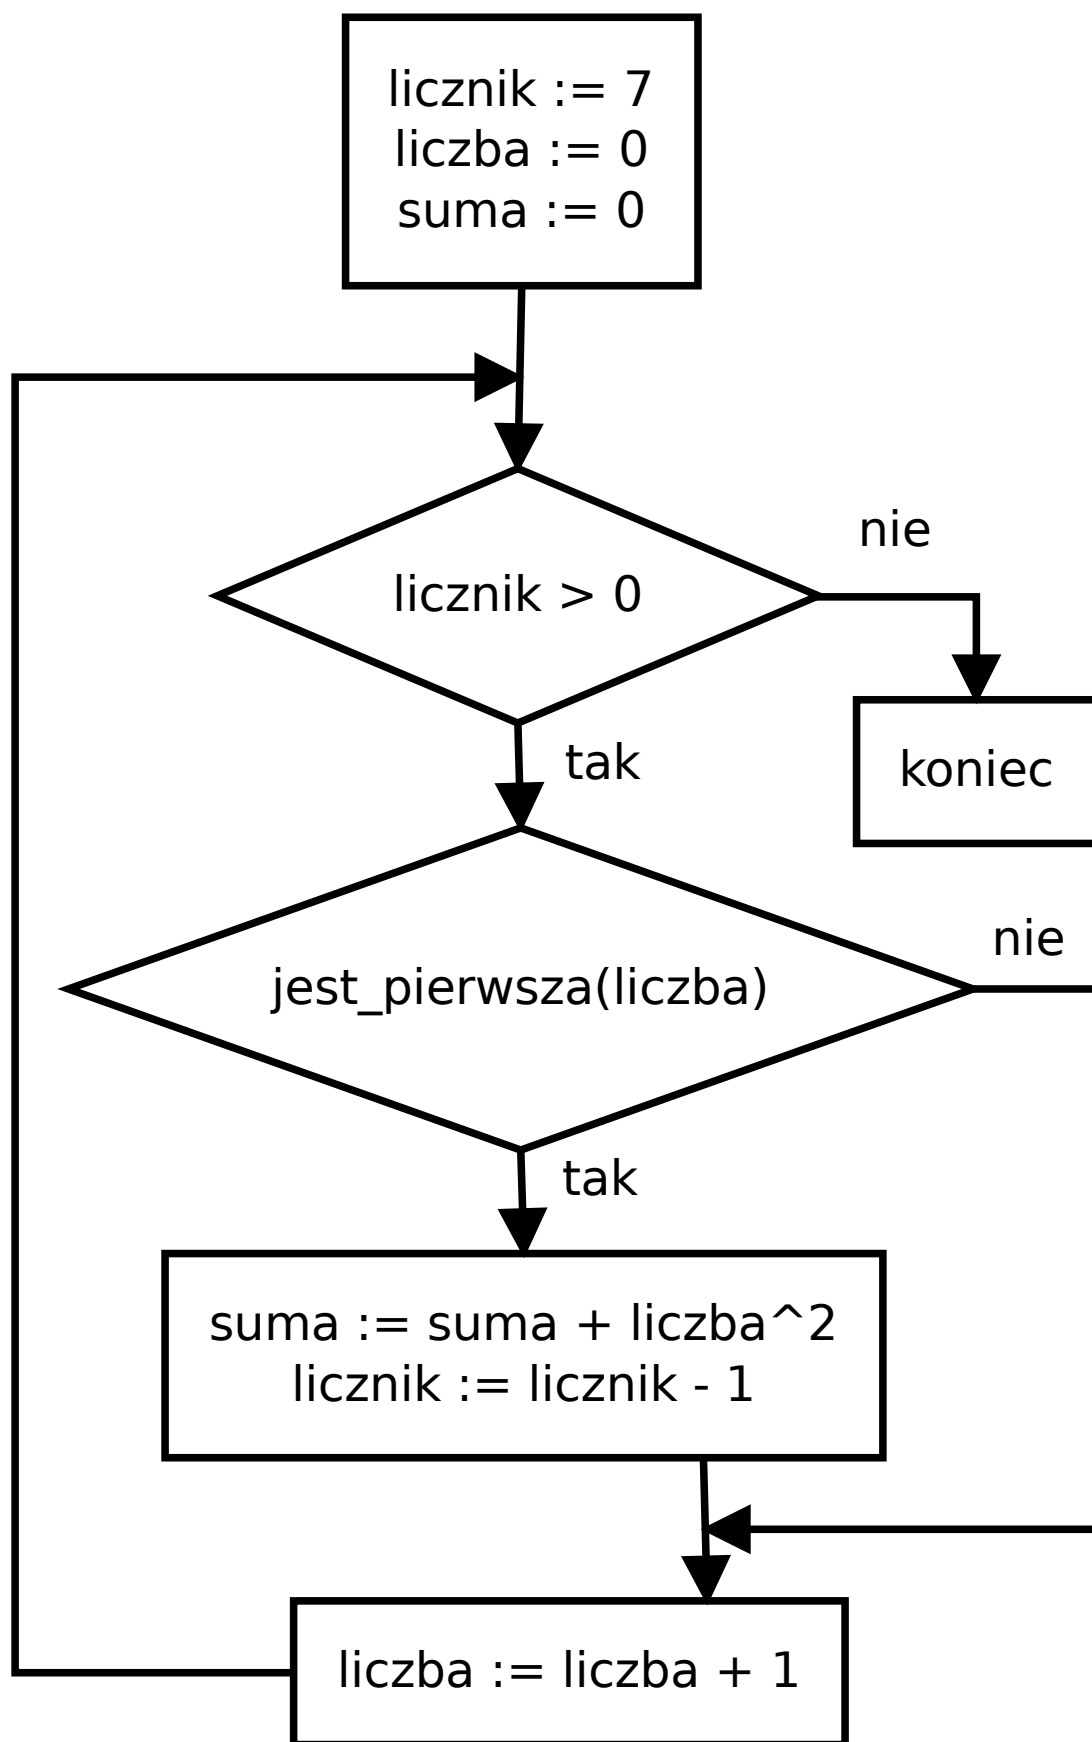 licznik := 7
liczba := 0
suma := 0
licznik > 0
nie
koniec
tak
jest_pierwsza(liczba)
nie
tak
suma := suma + liczba^2
licznik := licznik - 1
liczba := liczba + 1